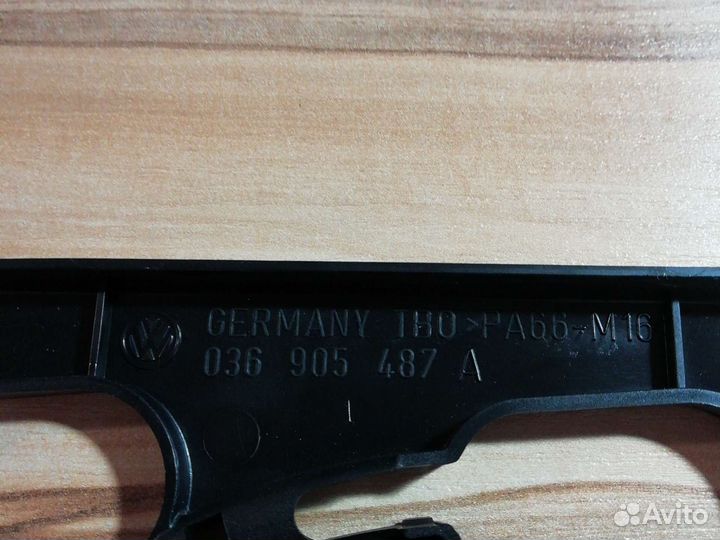 GERMANY TBO >PA66-M16
036 905 487 A
Avito